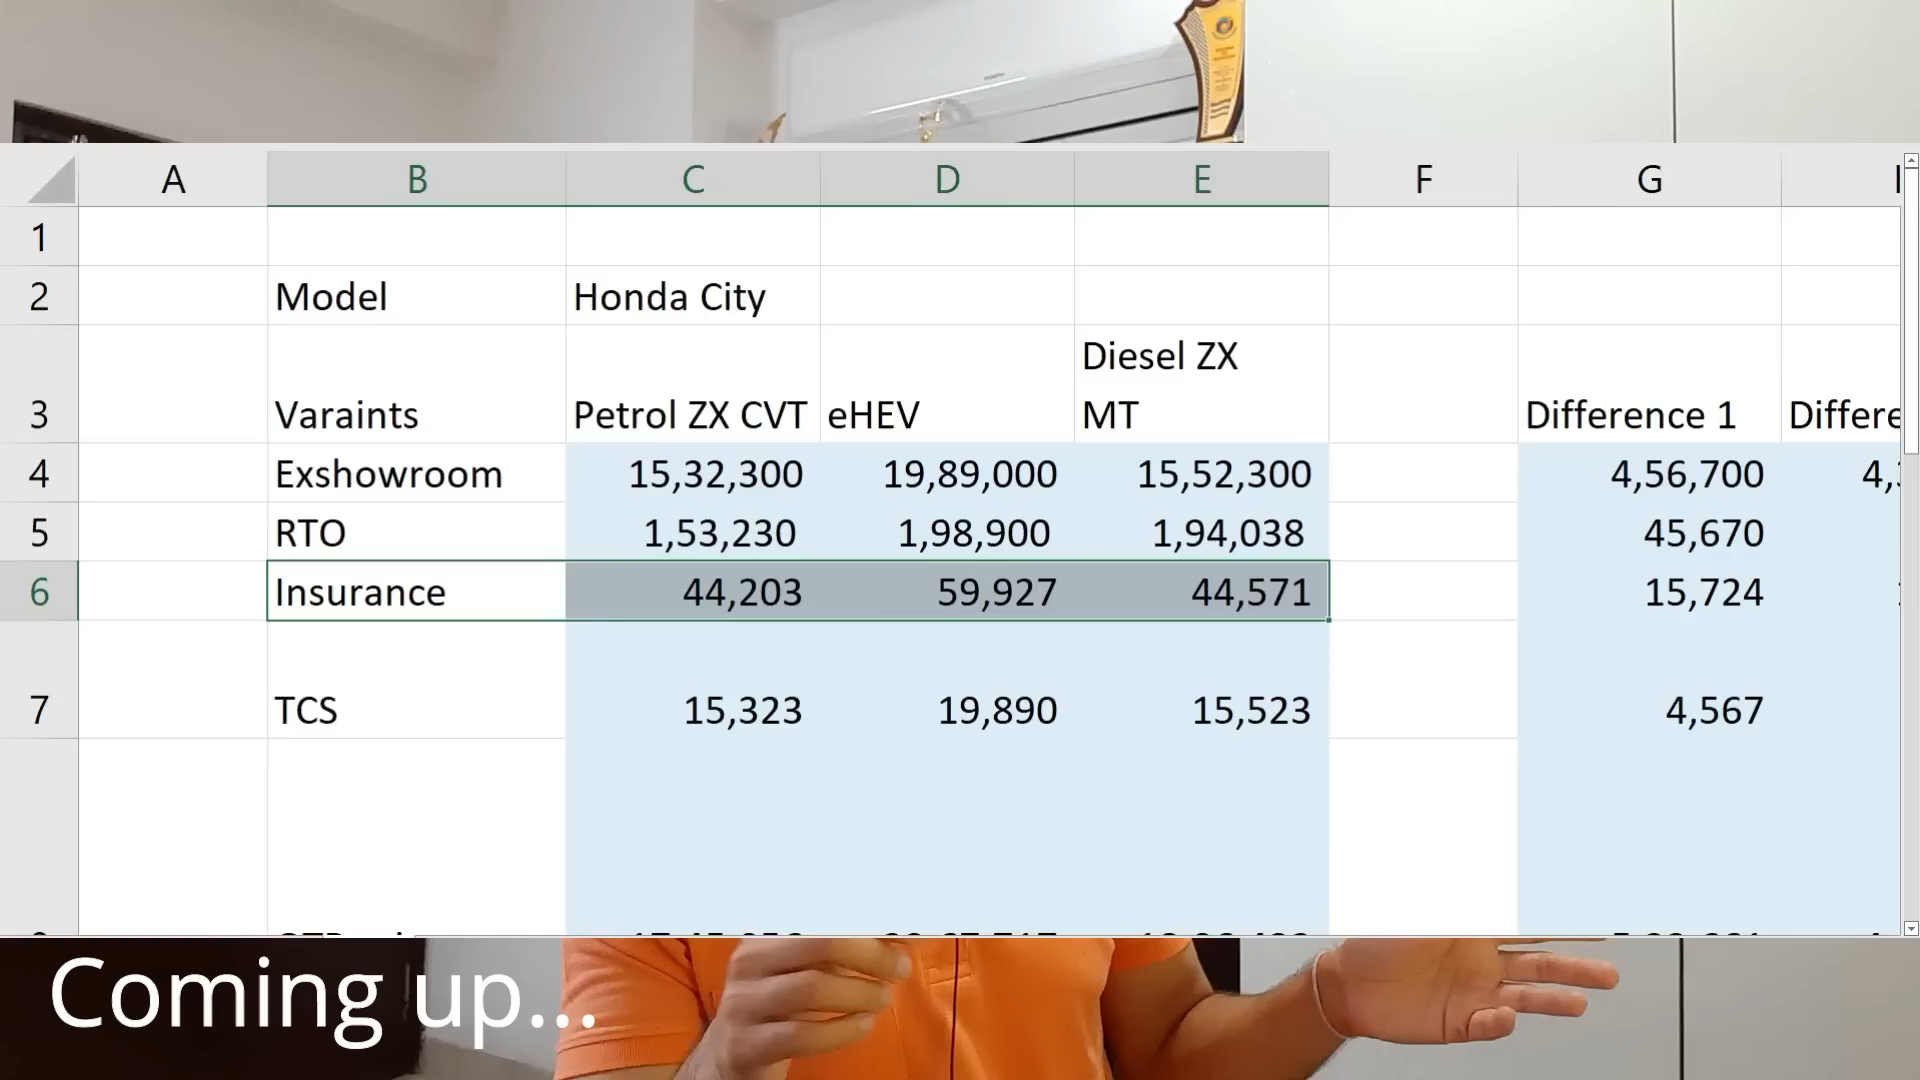 A B C D E F G
1
2 Model Honda City
Diesel ZX
3 Varaints Petrol ZX CVT eHEV MT Difference 1 Differe
4 Exshowroom 15,32,300 19,89,000 15,52,300 4,56,700 4,
5 RTO 1,53,230 1,98,900 1,94,038 45,670
6 Insurance 44,203 59,927 44,571 15,724
7 TCS 15,323 19,890 15,523 4,567
Coming up...